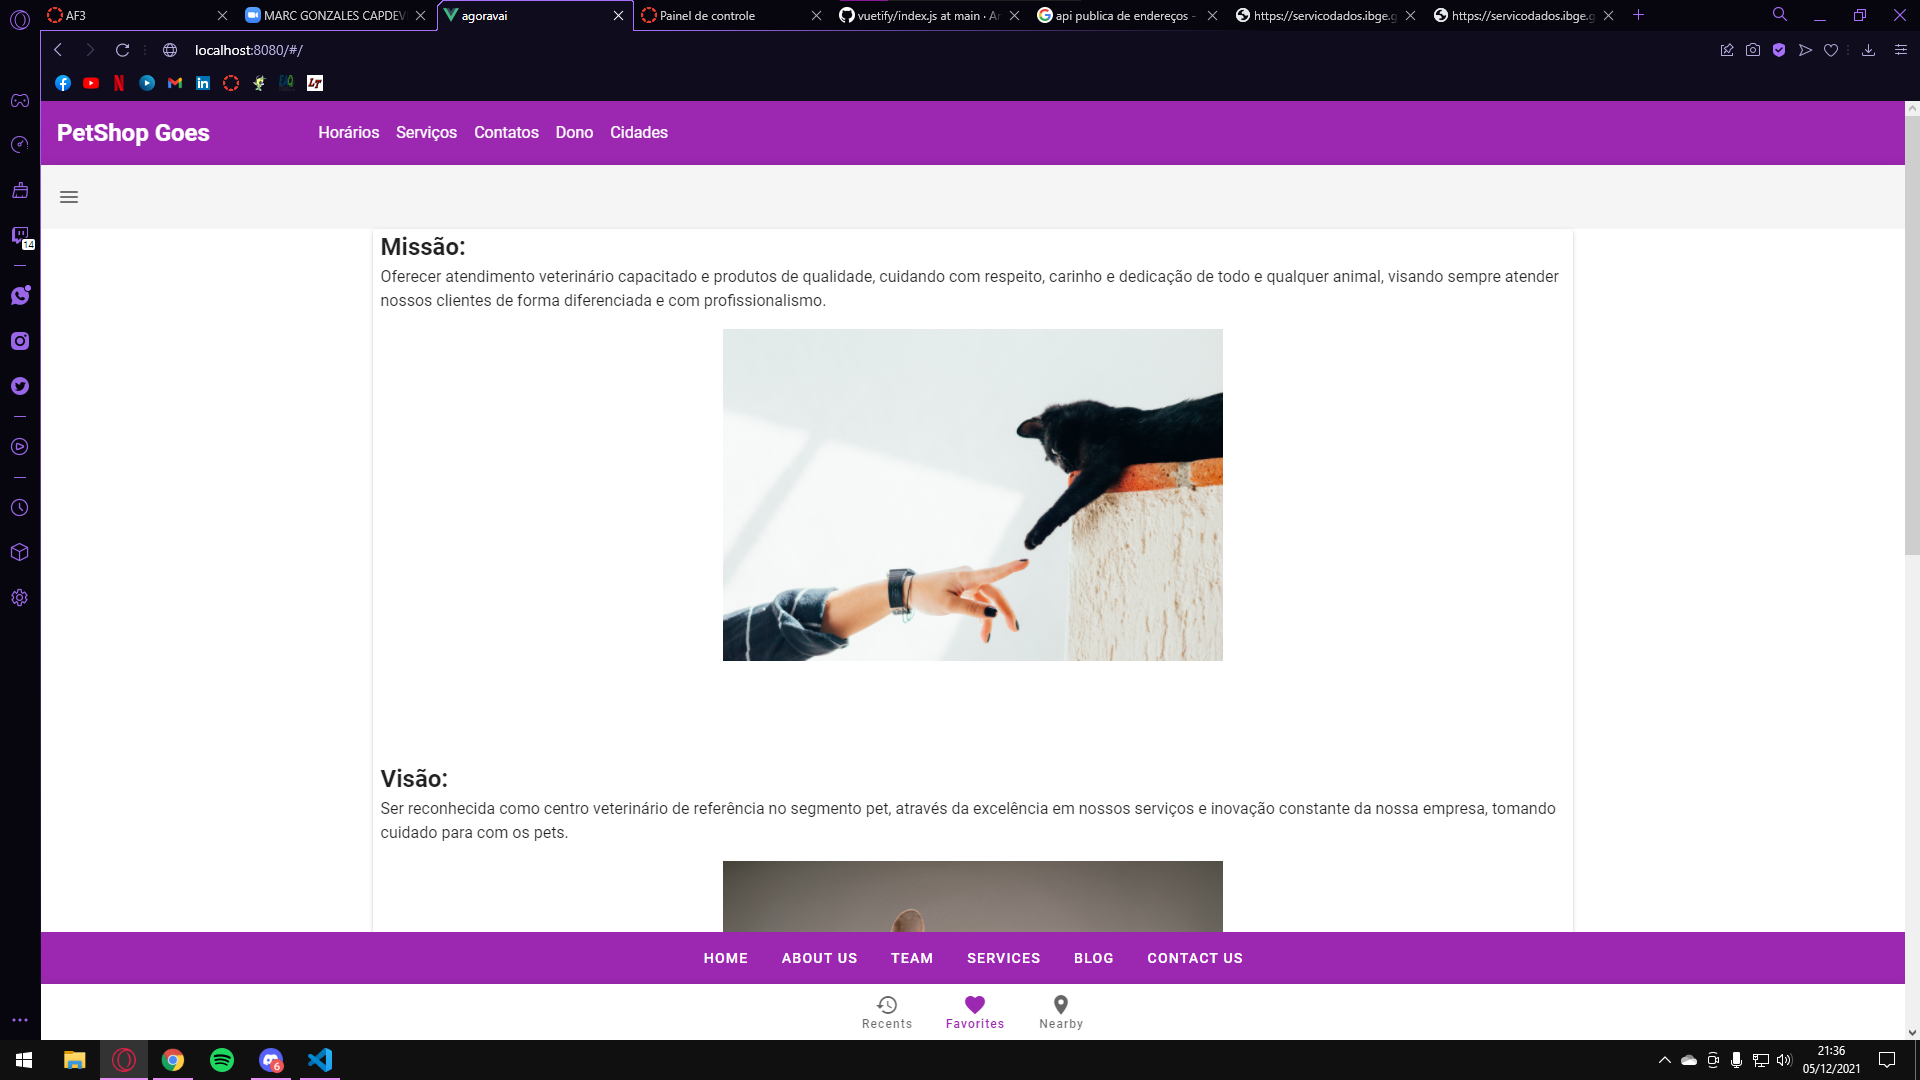 AF3
MARC GONZALES CAPDEV
agoravai
Painel de controle
vuetify/index.js at main · Ar
api publica de endereços -
https://servicodados.ibge.g
https://servicodados.ibge.g
localhost:8080/#/
PetShop Goes
Horários Serviços Contatos Dono Cidades
14
Missão:
Oferecer atendimento veterinário capacitado e produtos de qualidade, cuidando com respeito, carinho e dedicação de todo e qualquer animal, visando sempre atender
nossos clientes de forma diferenciada e com profissionalismo.
Visão:
Ser reconhecida como centro veterinário de referência no segmento pet, através da excelência em nossos serviços e inovação constante da nossa empresa, tomando
cuidado para com os pets.
HOME ABOUT US TEAM SERVICES BLOG CONTACT US
Recents Favorites Nearby
6
21:36
05/12/2021